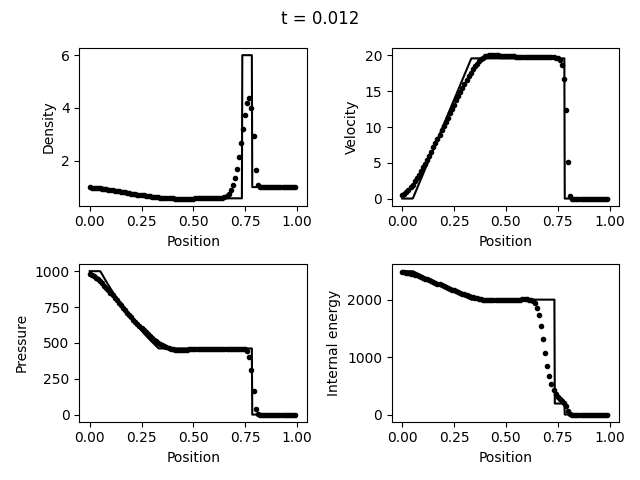 t = 0.012
6
4
2
Density
0.00 0.25 0.50 0.75 1.00
Position
20
15
10
5
0
Velocity
0.00 0.25 0.50 0.75 1.00
Position
1000
750
500
250
0
Pressure
0.00 0.25 0.50 0.75 1.00
Position
2000
1000
0
Internal energy
0.00 0.25 0.50 0.75 1.00
Position